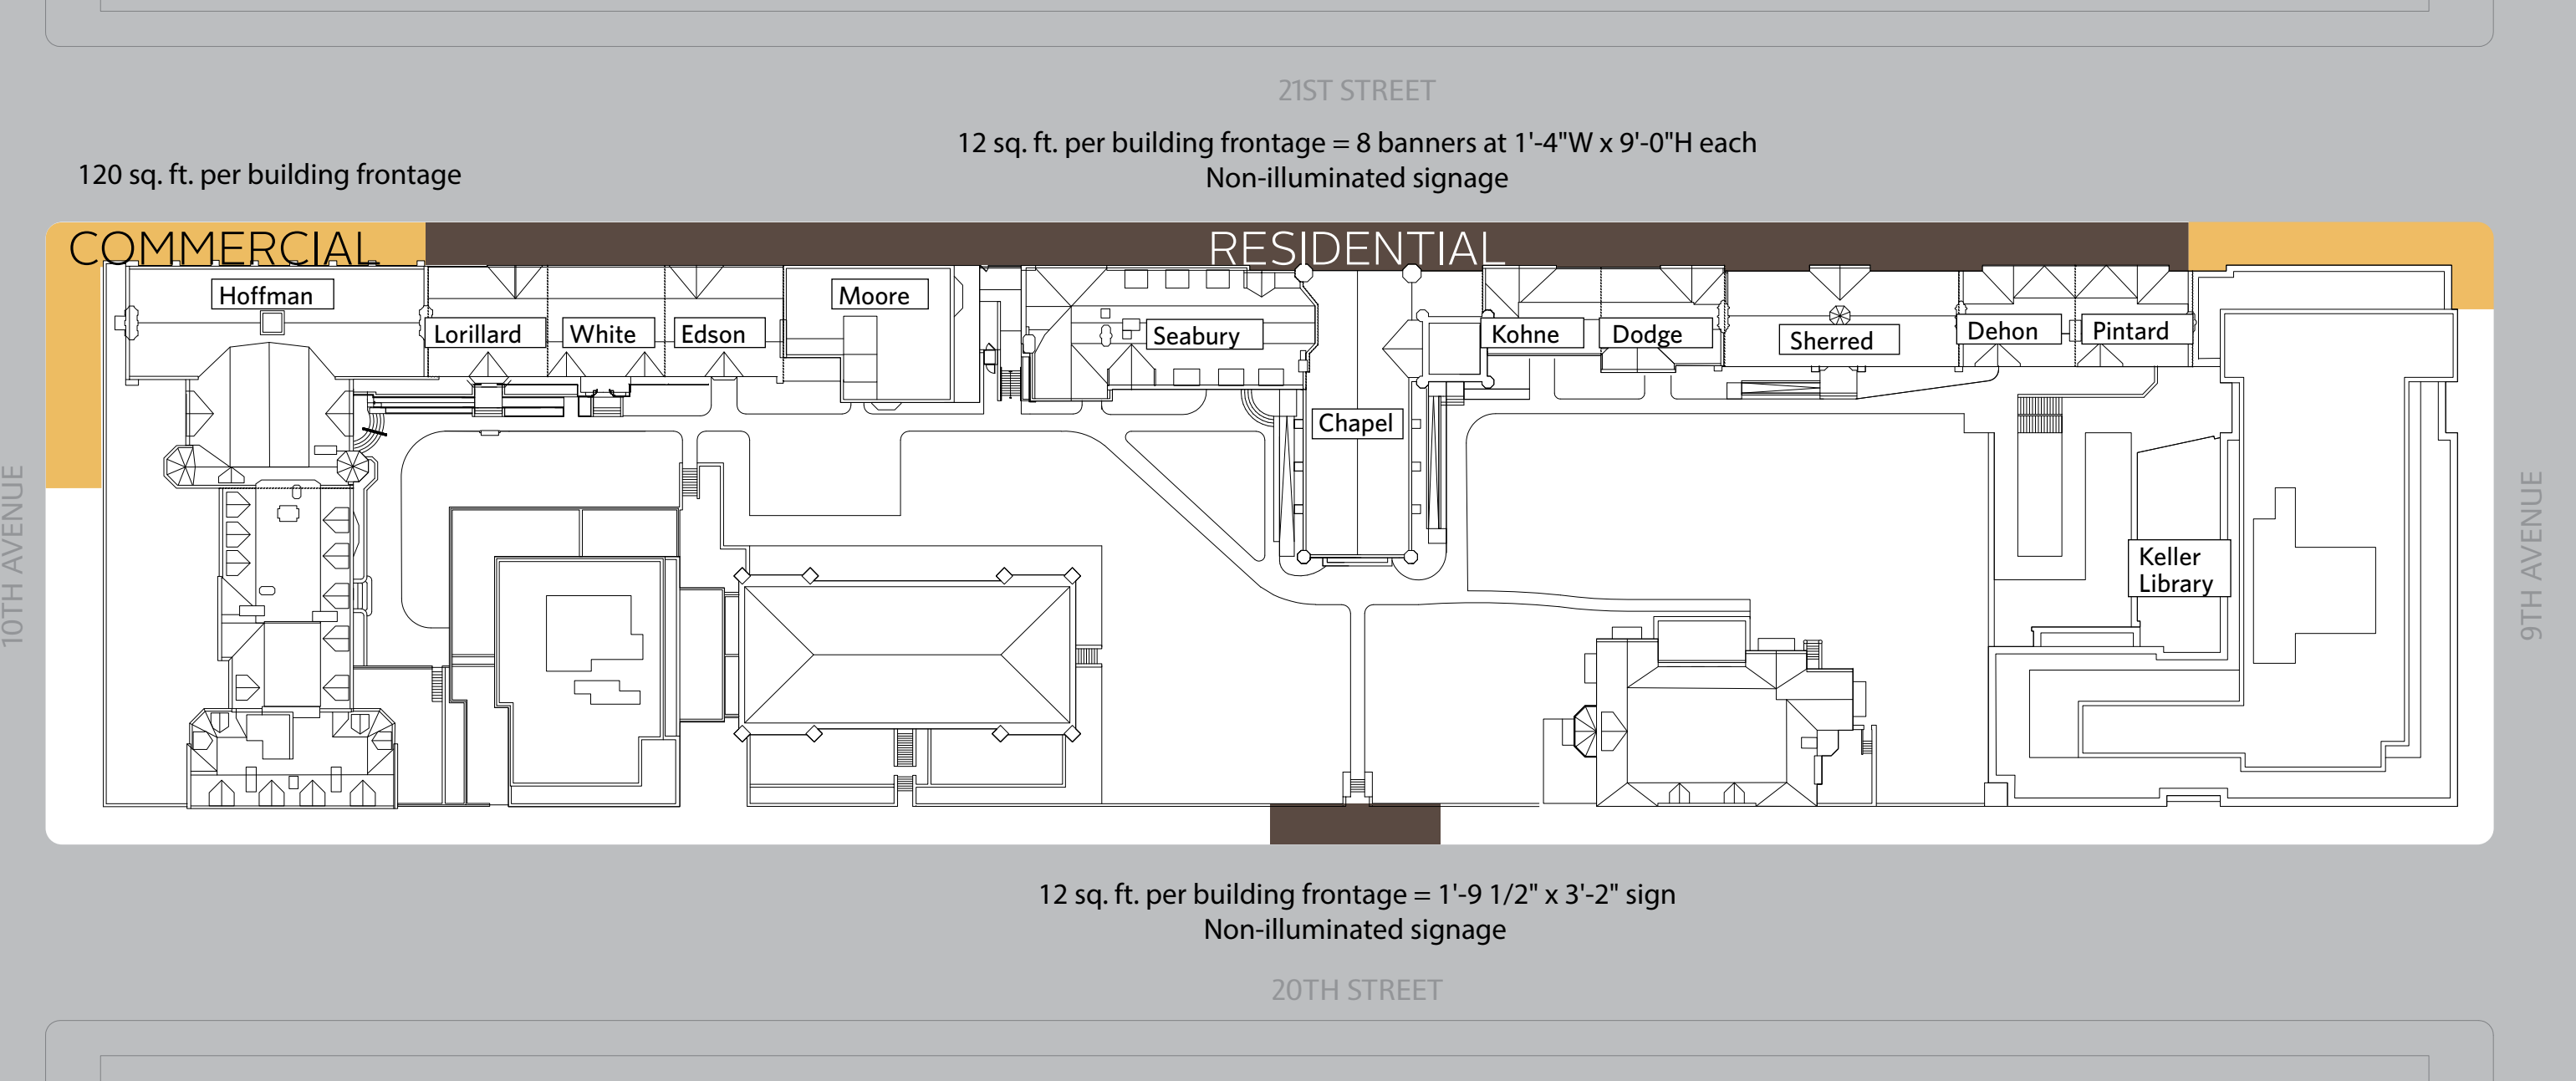 21ST STREET
12 sq. ft. per building frontage = 8 banners at 1'-4"W x 9'-0"H each
Non-illuminated signage
120 sq. ft. per building frontage
COMMERCIAL
RESIDENTIAL
Hoffman
Lorillard
White
Edson
Moore
Seabury
Chapel
Kohne
Dodge
Sherred
Dehon
Pintard
Keller
Library
10TH AVENUE
9TH AVENUE
12 sq. ft. per building frontage = 1'-9 1/2" x 3'-2" sign
Non-illuminated signage
20TH STREET